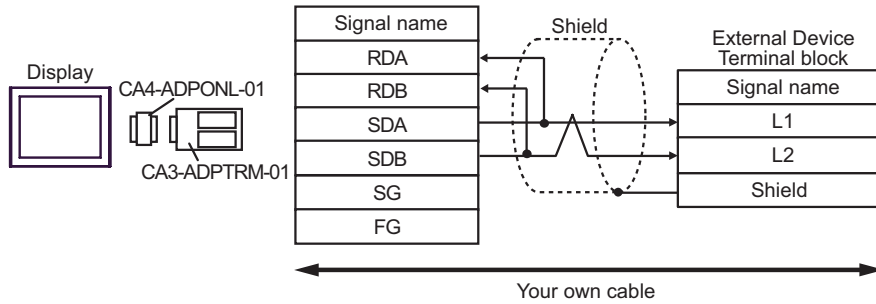 Display
CA4-ADPONL-01
CA3-ADPTRM-01
Signal name
RDA
RDB
SDA
SDB
SG
FG
Shield
External Device
Terminal block
Signal name
L1
L2
Shield
Your own cable